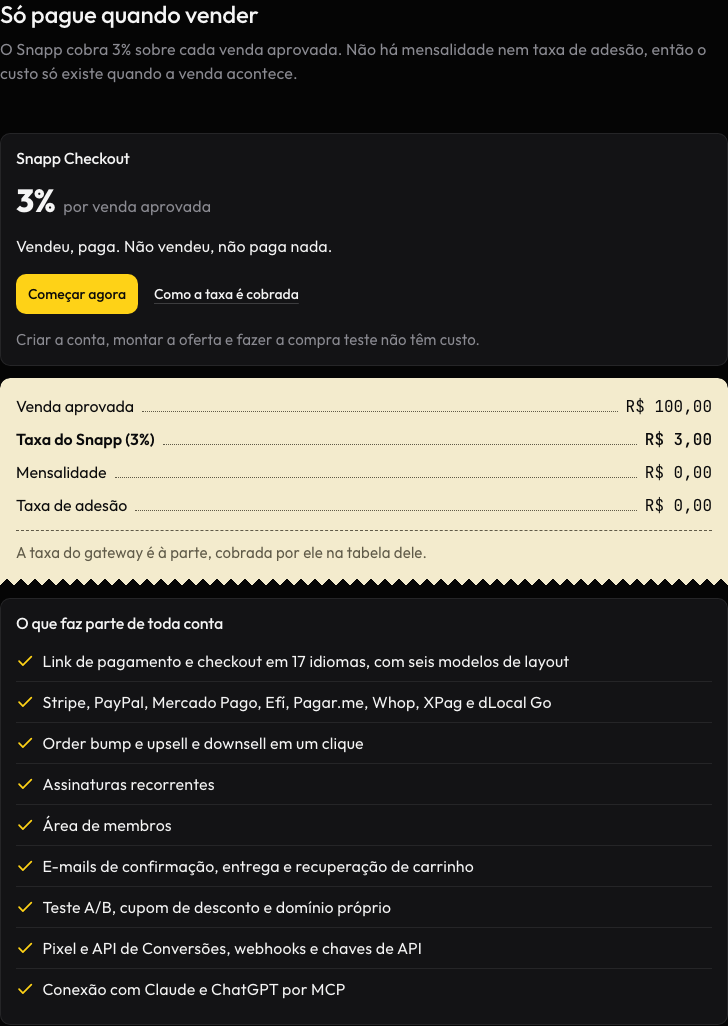 Só pague quando vender
O Snapp cobra 3% sobre cada venda aprovada. Não há mensalidade nem taxa de adesão, então o
custo só existe quando a venda acontece.
Snapp Checkout
3% por venda aprovada
Vendeu, paga. Não vendeu, não paga nada.
Começar agora Como a taxa é cobrada
Criar a conta, montar a oferta e fazer a compra teste não têm custo.
Venda aprovada R$ 100,00
Taxa do Snapp (3%) R$ 3,00
Mensalidade R$ 0,00
Taxa de adesão R$ 0,00
A taxa do gateway é à parte, cobrada por ele na tabela dele.
O que faz parte de toda conta
Link de pagamento e checkout em 17 idiomas, com seis modelos de layout
Stripe, PayPal, Mercado Pago, Efí, Pagar.me, Whop, XPag e dLocal Go
Order bump e upsell e downsell em um clique
Assinaturas recorrentes
Área de membros
E-mails de confirmação, entrega e recuperação de carrinho
Teste A/B, cupom de desconto e domínio próprio
Pixel e API de Conversões, webhooks e chaves de API
Conexão com Claude e ChatGPT por MCP